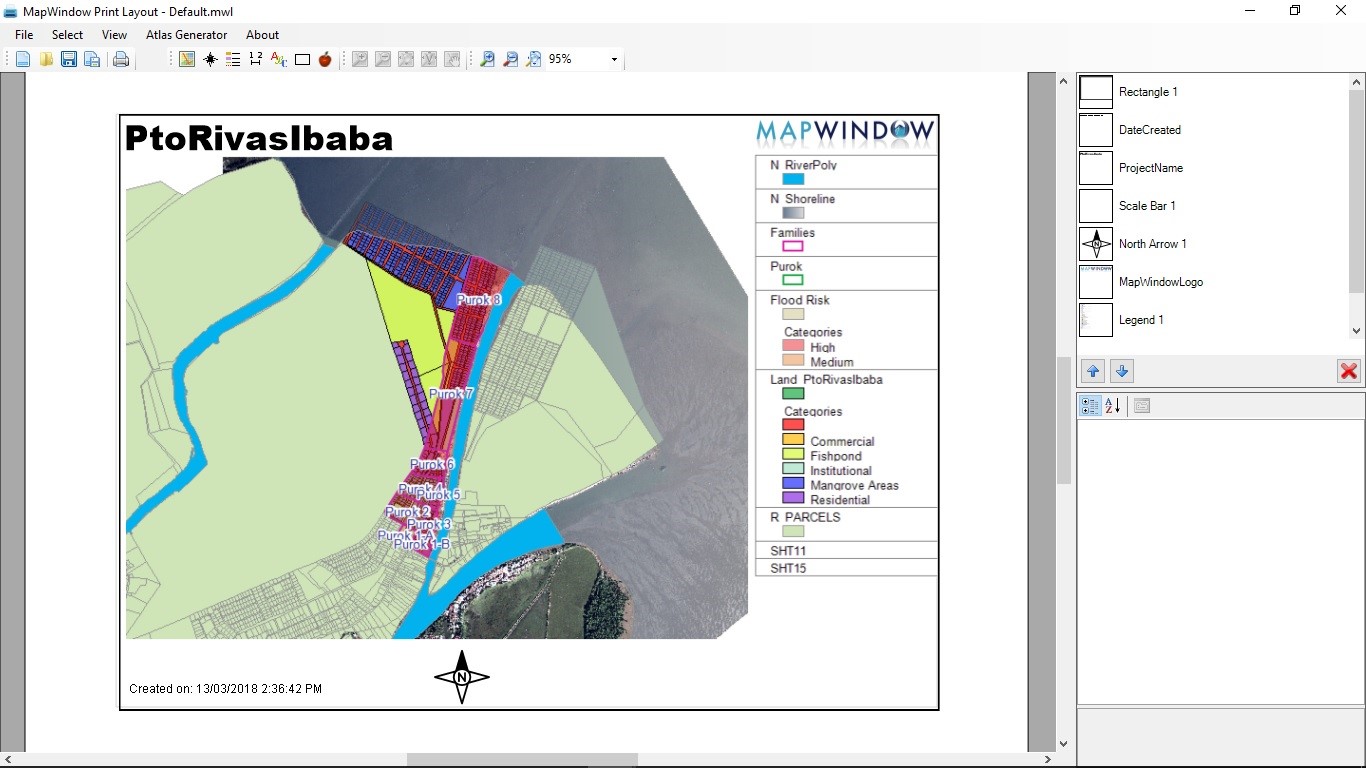 MapWindow Print Layout - Default.mwl
File Select View Atlas Generator About
95%
PtoRivasIbaba
MAPWINDOW
N RiverPoly
N Shoreline
Families
Purok
Flood Risk
Categories
High
Medium
Land PtoRivasIbaba
Categories
Commercial
Fishpond
Institutional
Mangrove Areas
Residential
R PARCELS
SHT11
SHT15
Purok 8
Purok 7
Purok 6
Purok 4
Purok 5
Purok 2
Purok 3
Purok 1-A
Purok 1-B
N
Created on: 13/03/2018 2:36:42 PM
Rectangle 1
DateCreated
ProjectName
Scale Bar 1
North Arrow 1
MapWindowLogo
Legend 1